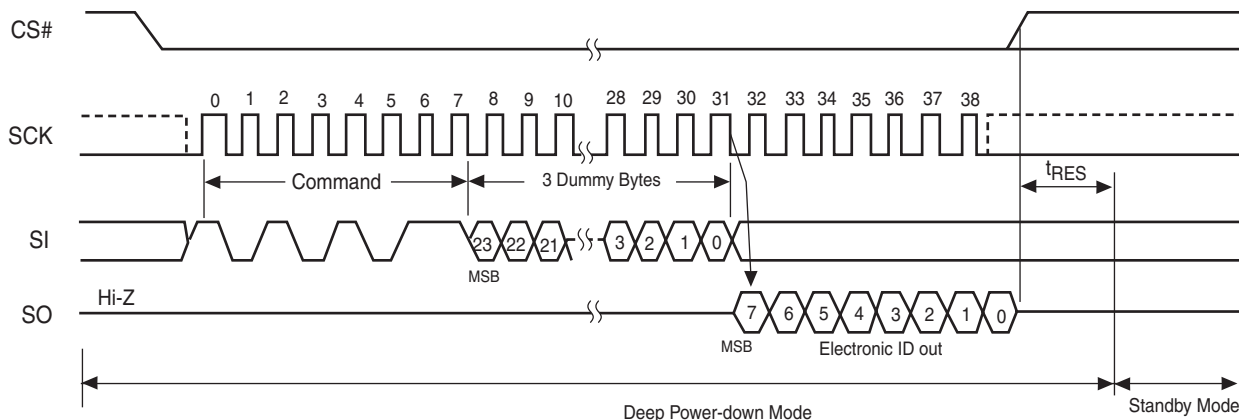 CS#
0 1 2 3 4 5 6 7 8 9 10 28 29 30 31 32 33 34 35 36 37 38
SCK
Command
3 Dummy Bytes
tRES
SI
23 22 21 3 2 1 0
MSB
Hi-Z
SO
7 6 5 4 3 2 1 0
MSB
Electronic ID out
Deep Power-down Mode
Standby Mode